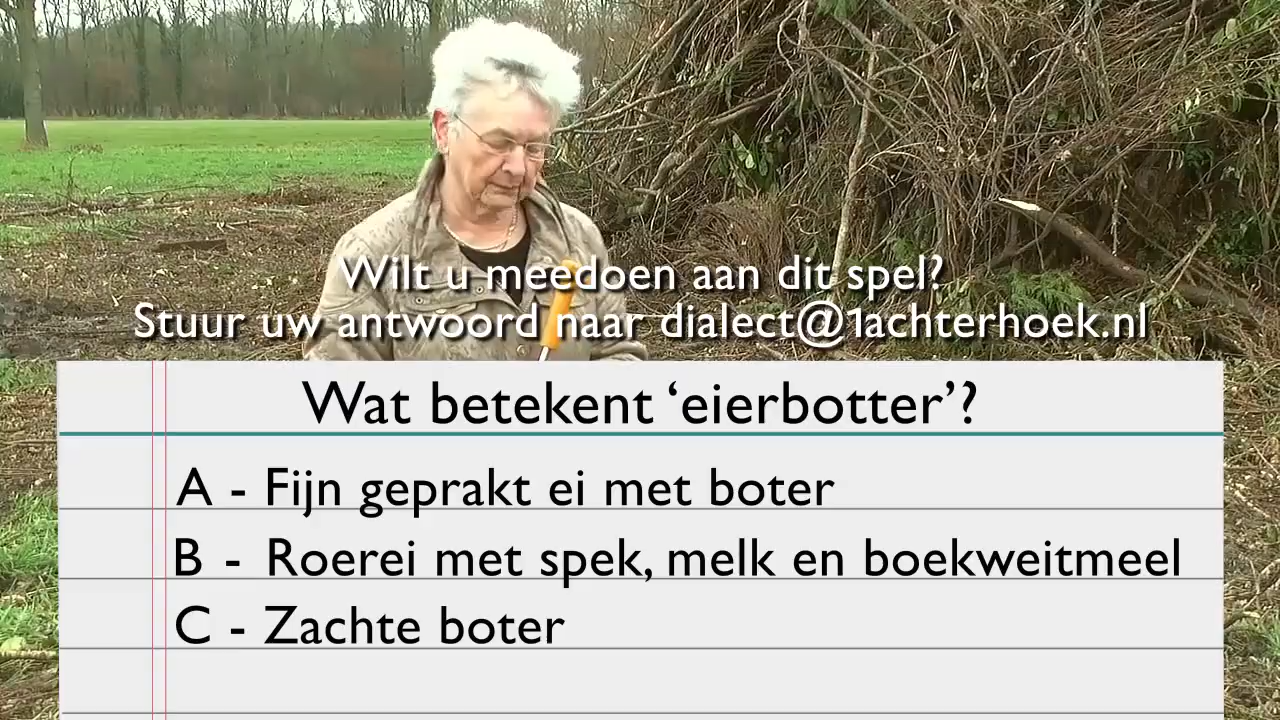 Wilt u meedoen aan dit spel?
Stuur uw antwoord naar dialect@1achterhoek.nl
Wat betekent ‘eierbotter’?
A - Fijn geprakt ei met boter
B - Roerei met spek, melk en boekweitmeel
C - Zachte boter